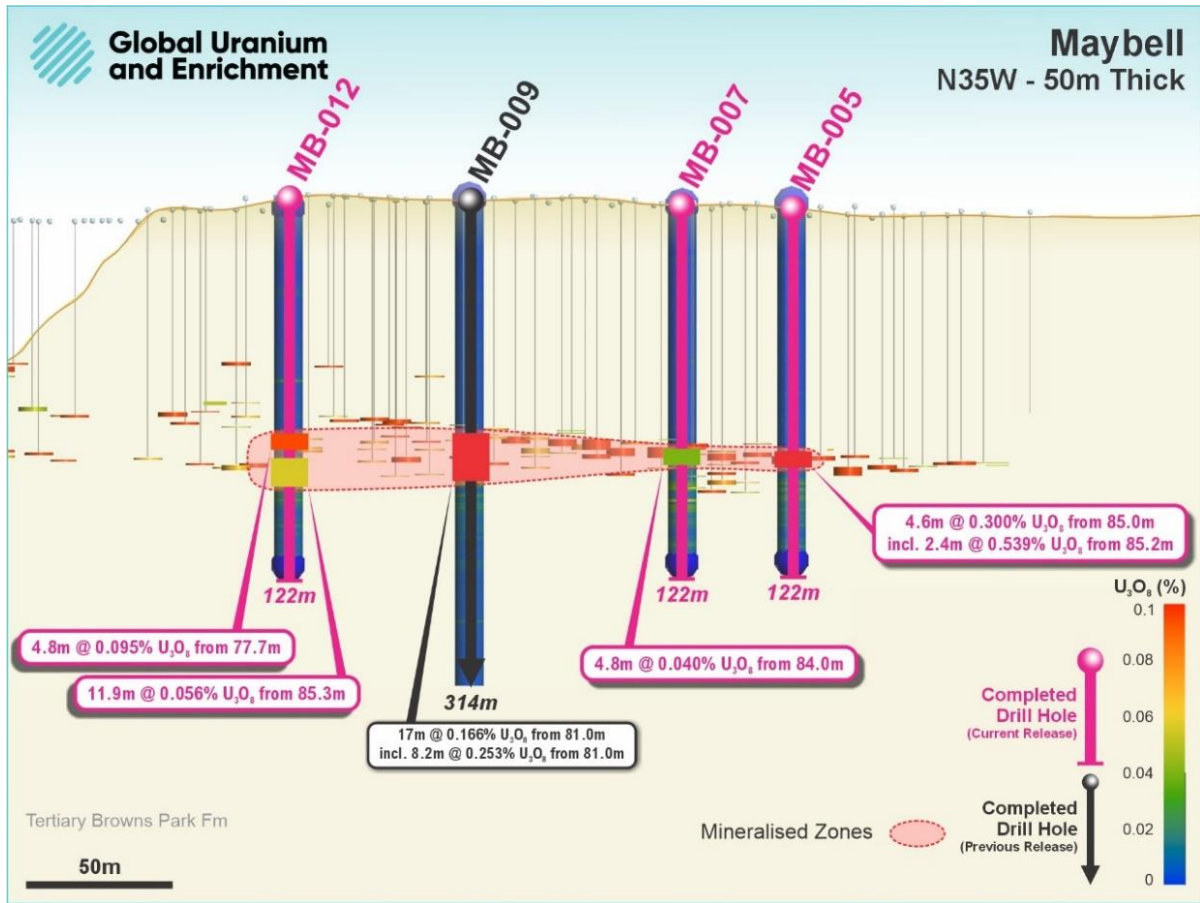 Global Uranium
and Enrichment
Maybell
N35W - 50m Thick
MB-012
MB-009
MB-007
MB-005
4.6m @ 0.300% U₃O₈ from 85.0m
incl. 2.4m @ 0.539% U₃O₈ from 85.2m
122m
122m
122m
4.8m @ 0.095% U₃O₈ from 77.7m
11.9m @ 0.056% U₃O₈ from 85.3m
4.8m @ 0.040% U₃O₈ from 84.0m
314m
17m @ 0.166% U₃O₈ from 81.0m
incl. 8.2m @ 0.253% U₃O₈ from 81.0m
U₃O₈ (%)
0.1
0.08
0.06
0.04
0.02
0
Completed
Drill Hole
(Current Release)
Completed
Drill Hole
(Previous Release)
Mineralised Zones
Tertiary Browns Park Fm
50m